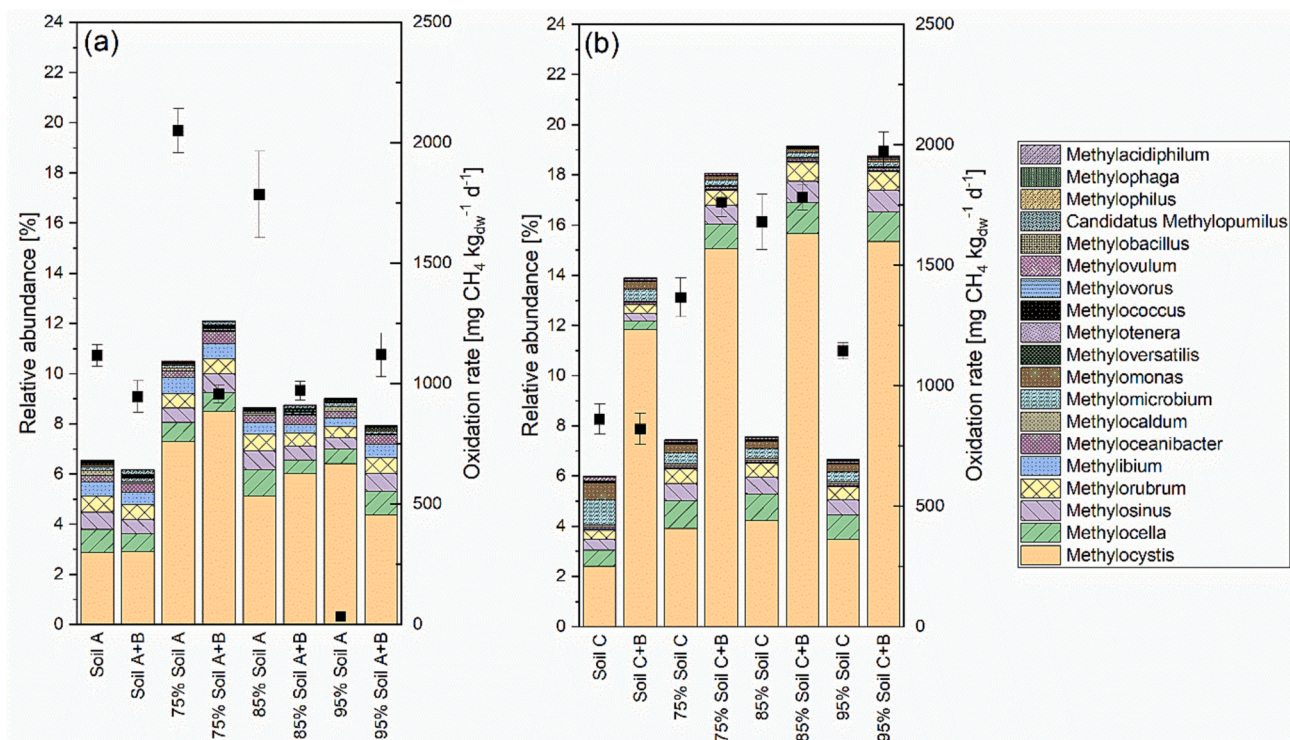 (a)
24
22
20
18
16
14
12
10
8
6
4
2
0
Relative abundance [%]
2500
2000
1500
1000
500
0
Oxidation rate [mg CH₄ kg_dw⁻¹ d⁻¹]
Soil A
Soil A+B
75% Soil A
75% Soil A+B
85% Soil A
85% Soil A+B
95% Soil A
95% Soil A+B
(b)
24
22
20
18
16
14
12
10
8
6
4
2
0
Relative abundance [%]
2500
2000
1500
1000
500
0
Oxidation rate [mg CH₄ kg_dw⁻¹ d⁻¹]
Soil C
Soil C+B
75% Soil C
75% Soil C+B
85% Soil C
85% Soil C+B
95% Soil C
95% Soil C+B
Methylacidiphilum
Methylophaga
Methylophilus
Candidatus Methylopumilus
Methylobacillus
Methylovulum
Methylovorus
Methylococcus
Methylotenera
Methyloversatilis
Methylomonas
Methylomicrobium
Methylocaldum
Methyloceanibacter
Methylibium
Methylorubrum
Methylosinus
Methylocella
Methylocystis